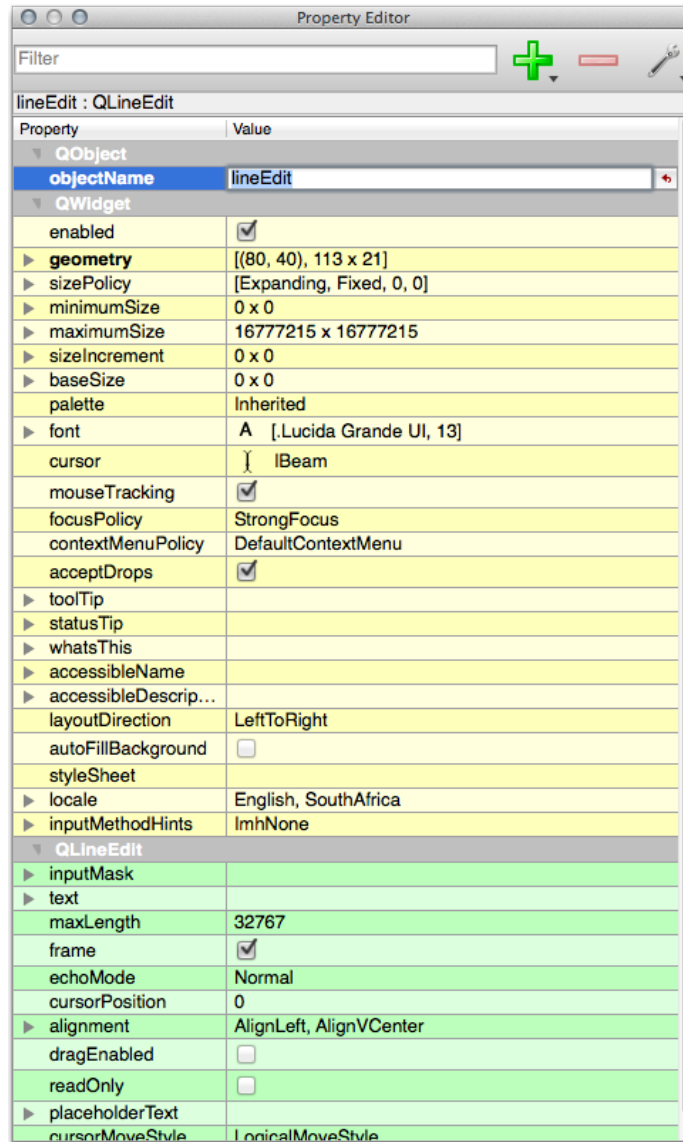 Property Editor
Filter
lineEdit : QLineEdit
Property Value
QObject
objectName lineEdit
QWidget
enabled
geometry [(80, 40), 113 x 21]
sizePolicy [Expanding, Fixed, 0, 0]
minimumSize 0 x 0
maximumSize 16777215 x 16777215
sizeIncrement 0 x 0
baseSize 0 x 0
palette Inherited
font A [.Lucida Grande UI, 13]
cursor IBeam
mouseTracking
focusPolicy StrongFocus
contextMenuPolicy DefaultContextMenu
acceptDrops
toolTip
statusTip
whatsThis
accessibleName
accessibleDescrip...
layoutDirection LeftToRight
autoFillBackground
styleSheet
locale English, SouthAfrica
inputMethodHints ImhNone
QLineEdit
inputMask
text
maxLength 32767
frame
echoMode Normal
cursorPosition 0
alignment AlignLeft, AlignVCenter
dragEnabled
readOnly
placeholderText
cursorMoveStyle LogicalMoveStyle